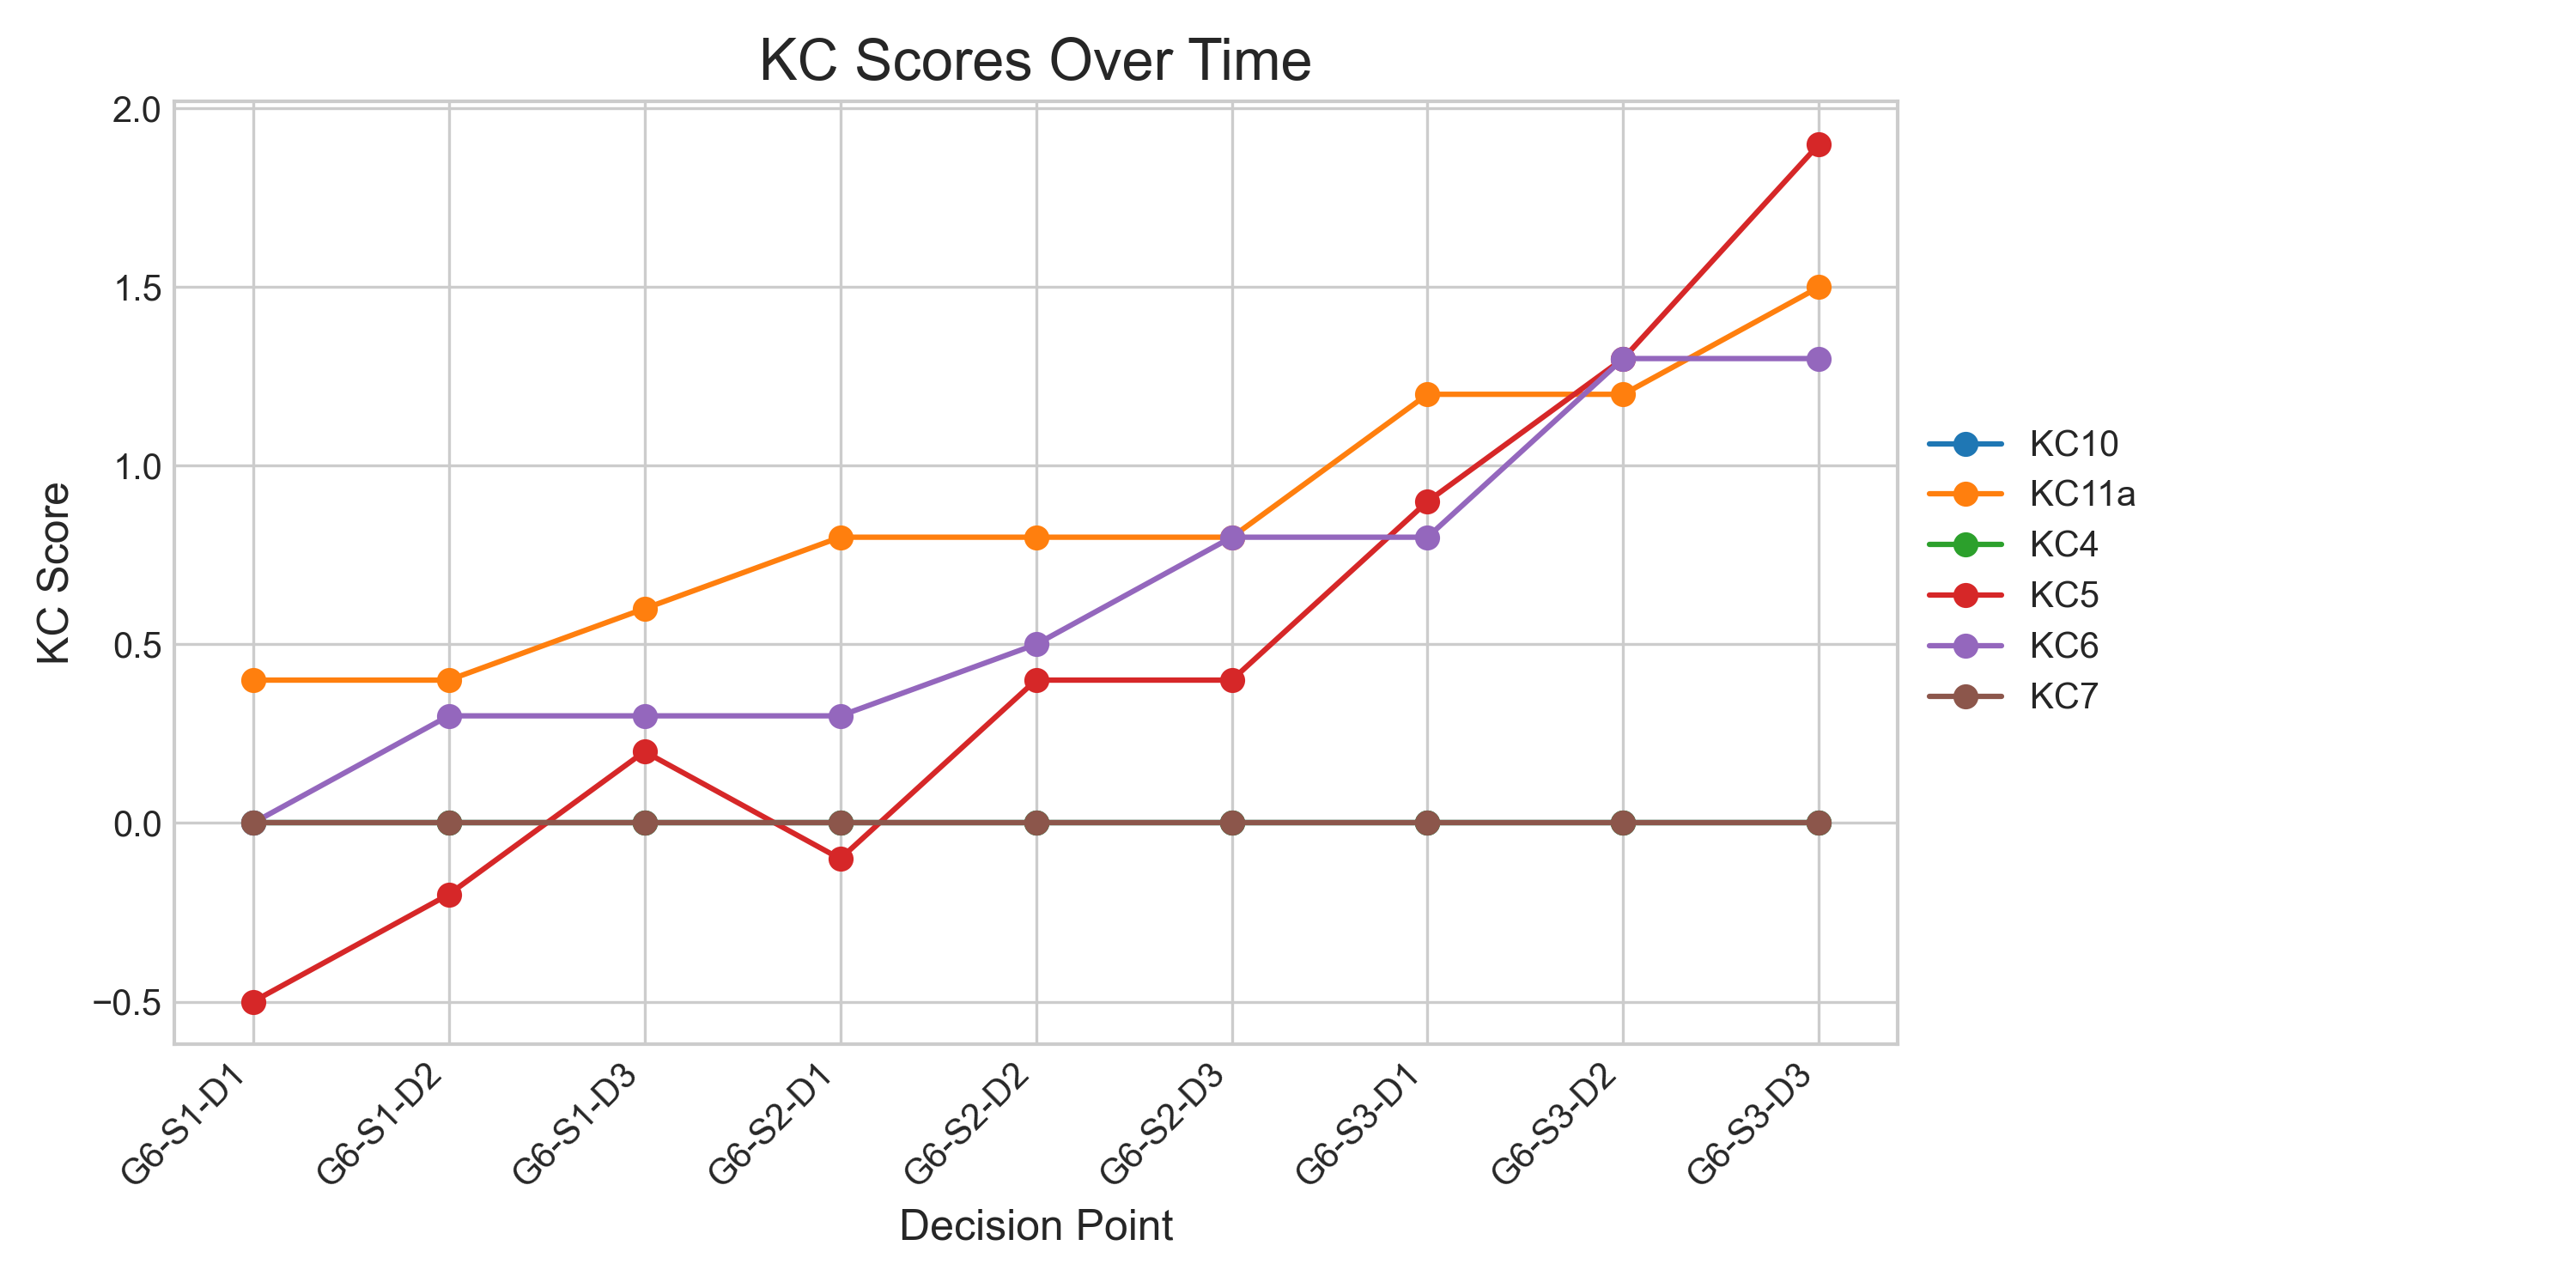 KC Scores Over Time
KC Score
2.0
1.5
1.0
0.5
0.0
−0.5
G6-S1-D1
G6-S1-D2
G6-S1-D3
G6-S2-D1
G6-S2-D2
G6-S2-D3
G6-S3-D1
G6-S3-D2
G6-S3-D3
Decision Point
KC10
KC11a
KC4
KC5
KC6
KC7